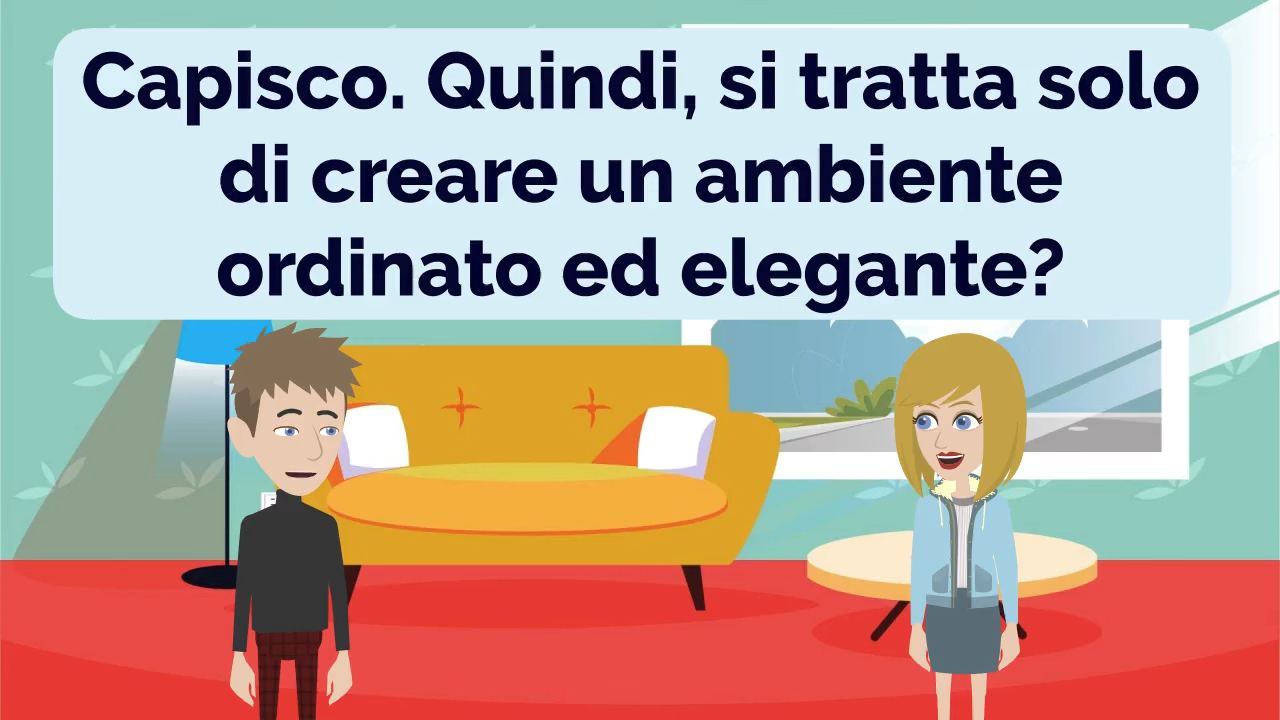 Capisco. Quindi, si tratta solo
di creare un ambiente
ordinato ed elegante?